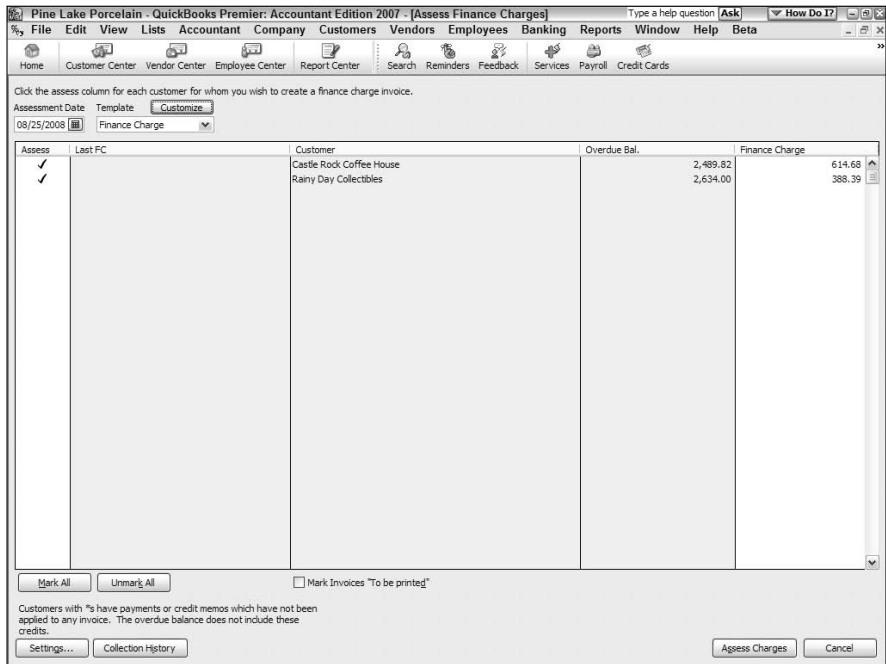 Pine Lake Porcelain - QuickBooks Premier: Accountant Edition 2007 - [Assess Finance Charges] Type a help question Ask How Do I?
File Edit View Lists Accountant Company Customers Vendors Employees Banking Reports Window Help Beta
Home Customer Center Vendor Center Employee Center Report Center Search Reminders Feedback Services Payroll Credit Cards
Click the assess column for each customer for whom you wish to create a finance charge invoice.
Assessment Date Template Customize
08/25/2008 Finance Charge
Assess Last FC Customer Overdue Bal. Finance Charge
Castle Rock Coffee House 2,489.82 614.68
Rainy Day Collectibles 2,634.00 388.39
Mark All Unmark All Mark Invoices "To be printed"
Customers with *s have payments or credit memos which have not been
applied to any invoice. The overdue balance does not include these
credits.
Settings... Collection History Assess Charges Cancel